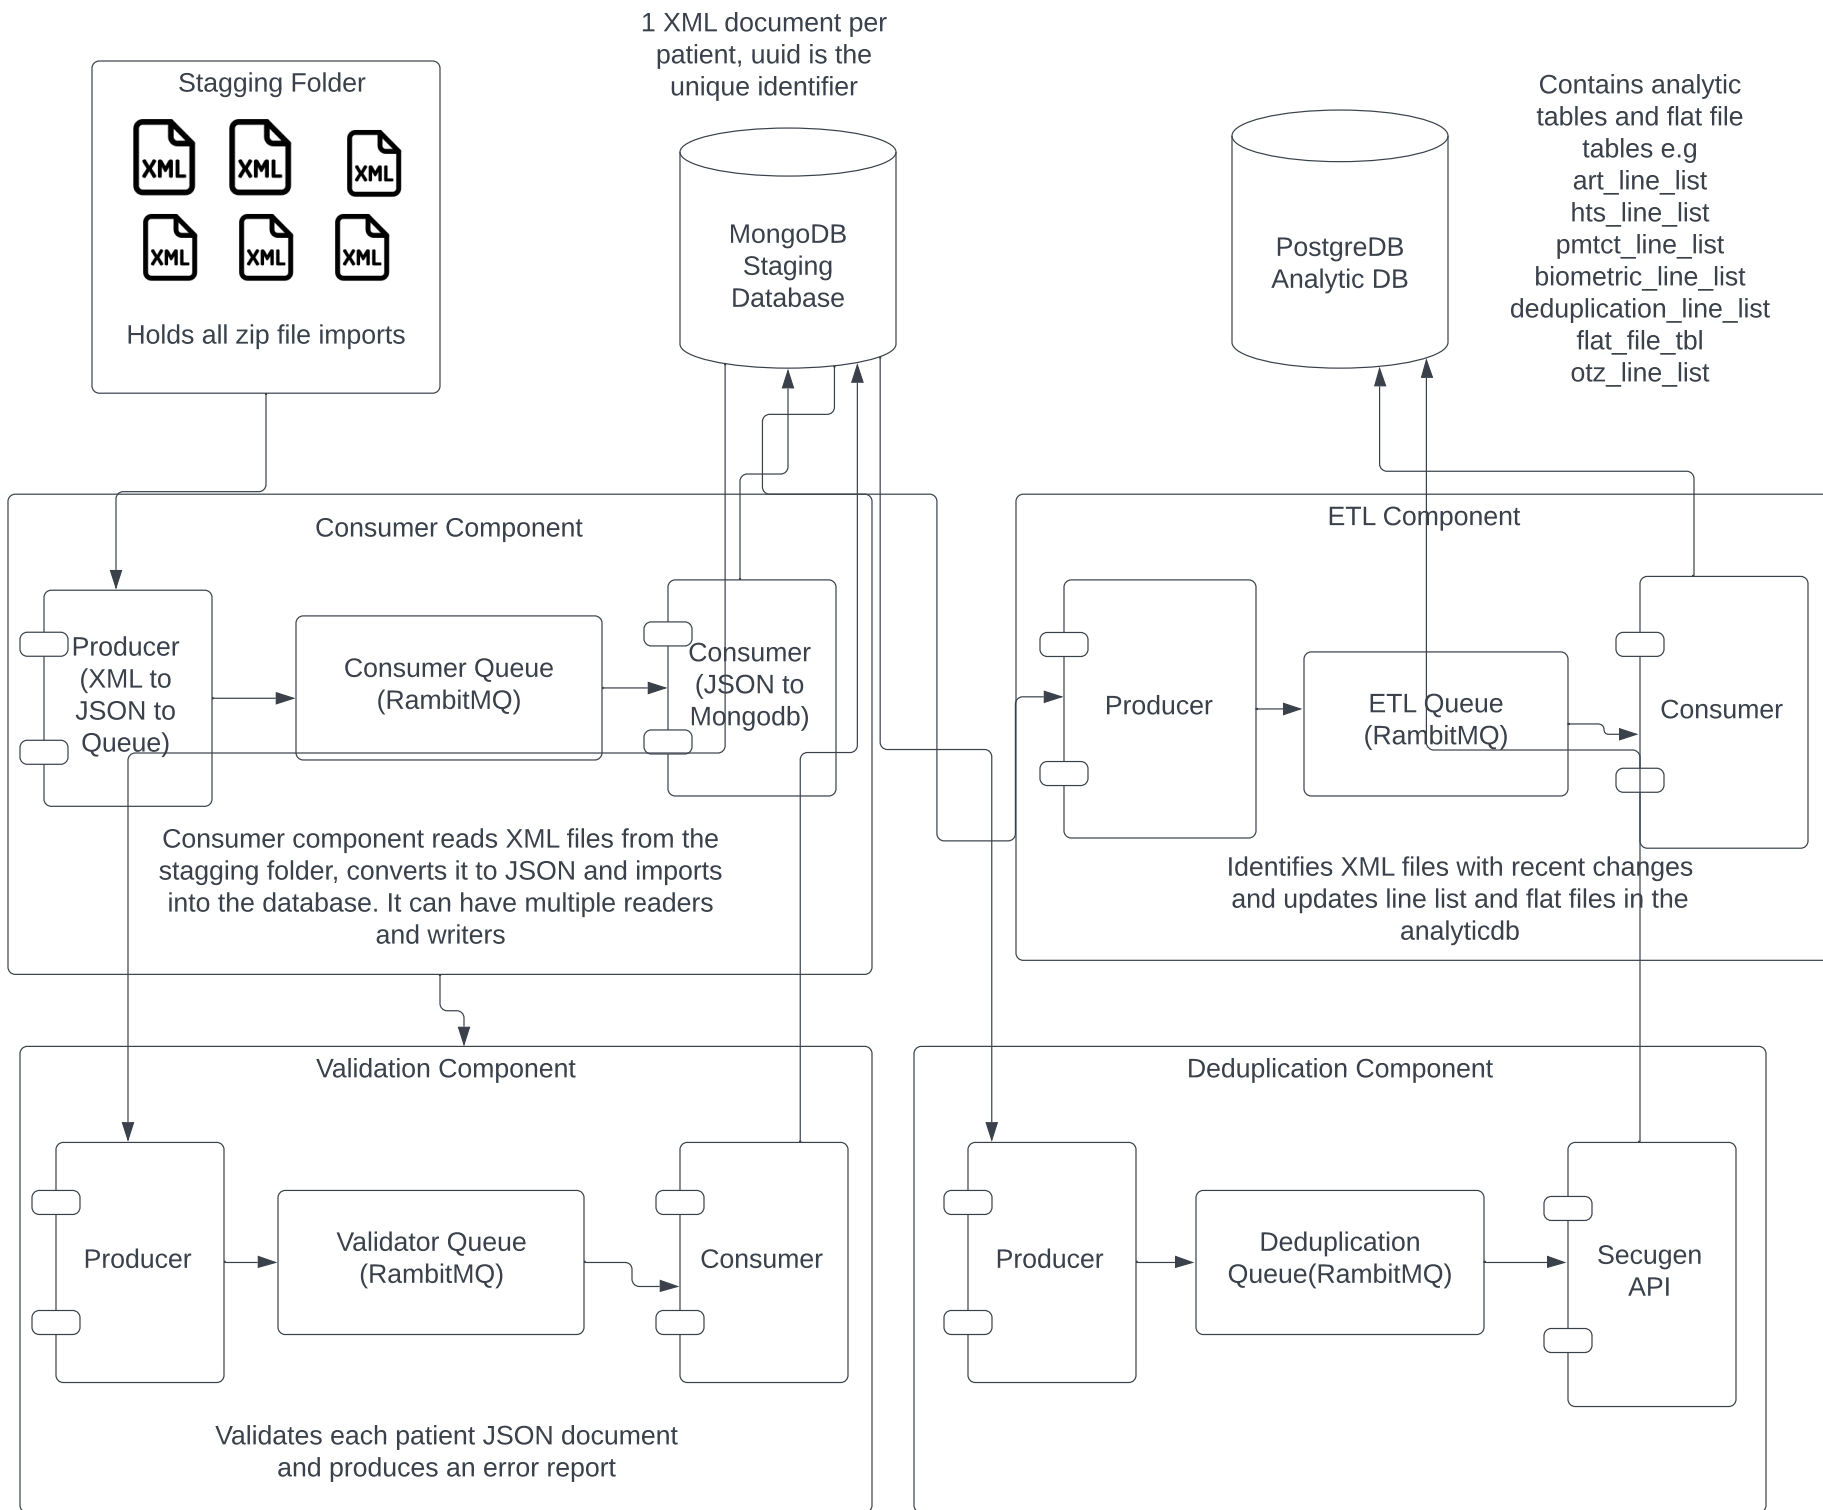 1 XML document per
patient, uuid is the
unique identifier
Stagging Folder
XML
XML
XML
XML
XML
XML
Holds all zip file imports
MongoDB
Staging
Database
PostgreDB
Analytic DB
Contains analytic
tables and flat file
tables e.g
art_line_list
hts_line_list
pmtct_line_list
biometric_line_list
deduplication_line_list
flat_file_tbl
otz_line_list
Consumer Component
Producer
(XML to
JSON to
Queue)
Consumer Queue
(RambitMQ)
Consumer
(JSON to
Mongodb)
Consumer component reads XML files from the
stagging folder, converts it to JSON and imports
into the database. It can have multiple readers
and writers
ETL Component
Producer
ETL Queue
(RambitMQ)
Consumer
Identifies XML files with recent changes
and updates line list and flat files in the
analyticdb
Validation Component
Producer
Validator Queue
(RambitMQ)
Consumer
Validates each patient JSON document
and produces an error report
Deduplication Component
Producer
Deduplication
Queue(RambitMQ)
Secugen
API